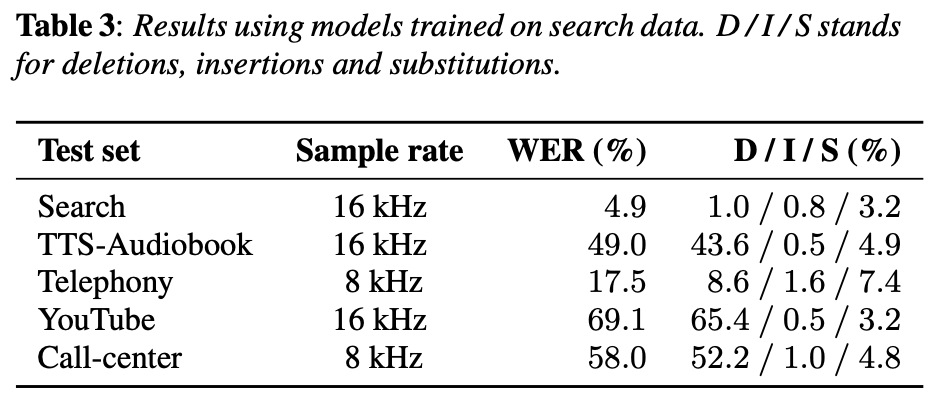 Table 3: Results using models trained on search data. D / I / S stands
for deletions, insertions and substitutions.
Test set Sample rate WER (%) D / I / S (%)
Search 16 kHz 4.9 1.0 / 0.8 / 3.2
TTS-Audiobook 16 kHz 49.0 43.6 / 0.5 / 4.9
Telephony 8 kHz 17.5 8.6 / 1.6 / 7.4
YouTube 16 kHz 69.1 65.4 / 0.5 / 3.2
Call-center 8 kHz 58.0 52.2 / 1.0 / 4.8